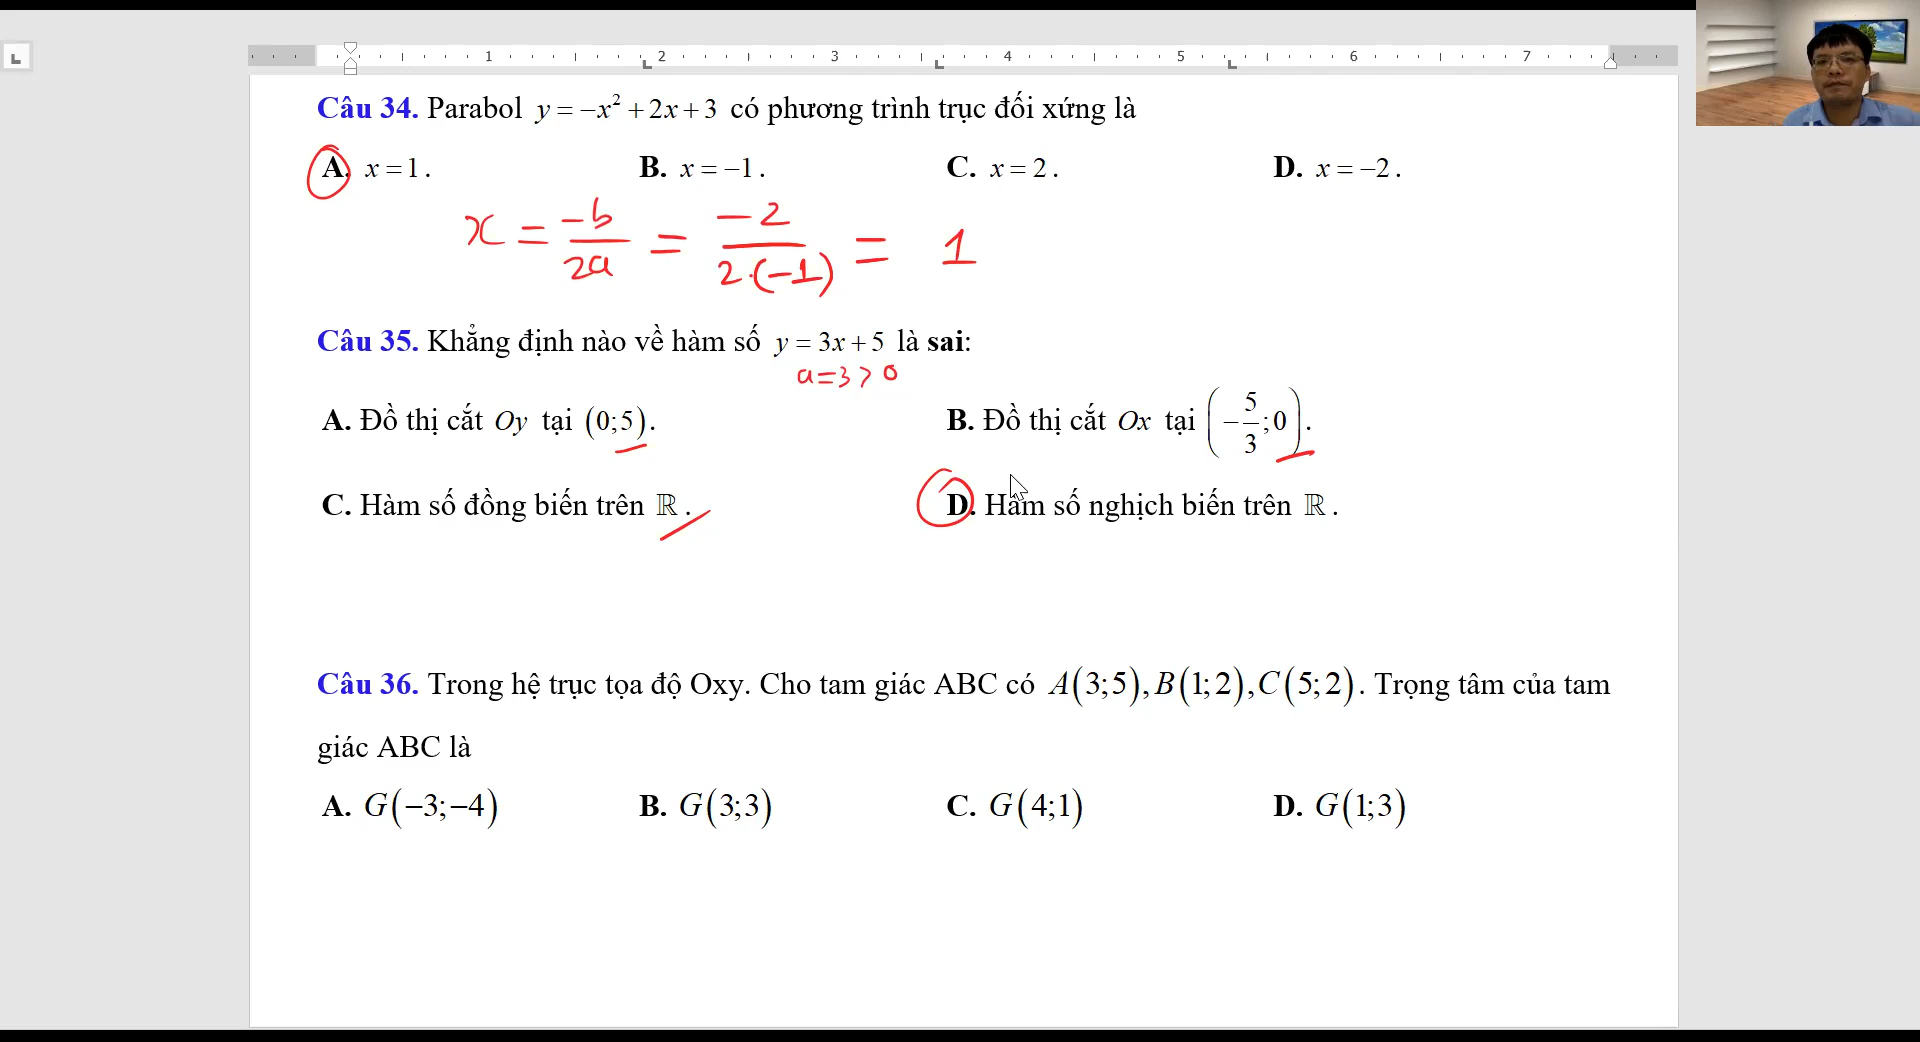 1 2 3 4 5 6 7
Câu 34. Parabol y = −x² + 2x + 3 có phương trình trục đối xứng là
A. x = 1. B. x = −1. C. x = 2. D. x = −2.
x = -b/2a = -2/2.(-1) = 1
Câu 35. Khẳng định nào về hàm số y = 3x + 5 là sai:
a = 3 > 0
A. Đồ thị cắt Oy tại (0;5). B. Đồ thị cắt Ox tại (−5/3;0).
C. Hàm số đồng biến trên ℝ. D. Hàm số nghịch biến trên ℝ.
Câu 36. Trong hệ trục tọa độ Oxy. Cho tam giác ABC có A(3;5), B(1;2), C(5;2). Trọng tâm của tam
giác ABC là
A. G(−3;−4) B. G(3;3) C. G(4;1) D. G(1;3)